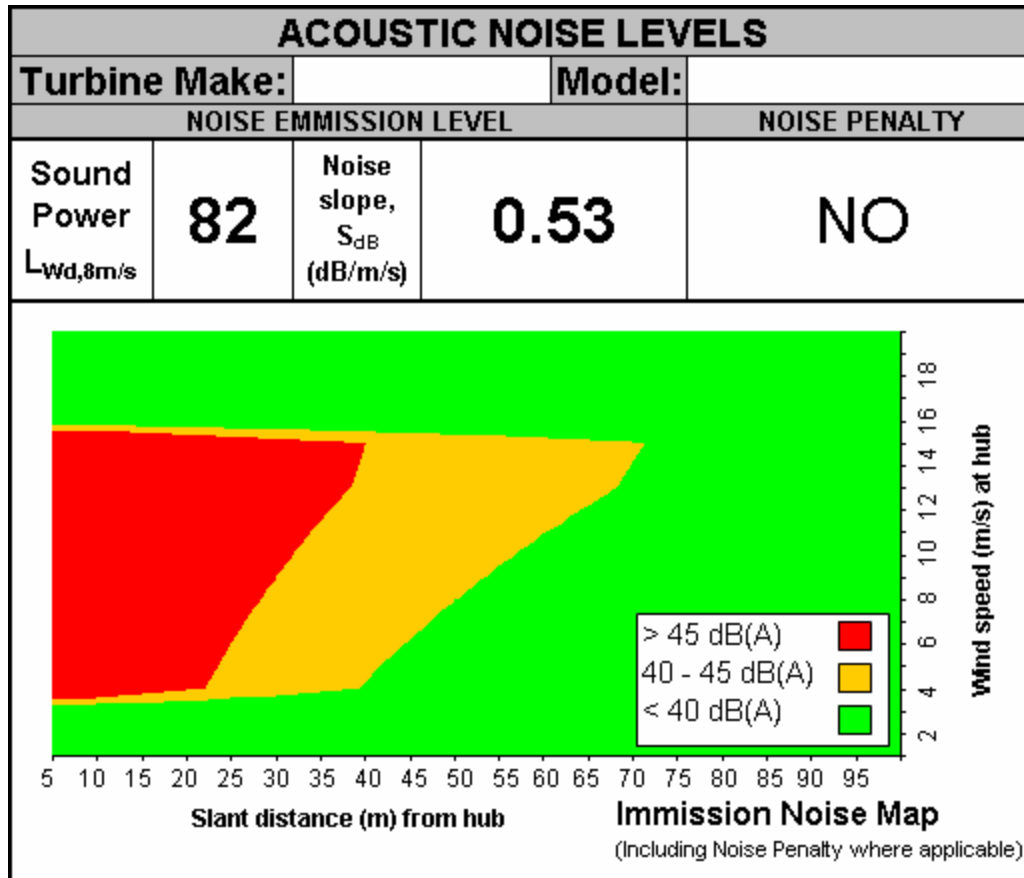 ACOUSTIC NOISE LEVELS
Turbine Make: Model:
NOISE EMMISSION LEVEL NOISE PENALTY
Sound
Power
LWd,8m/s
82
Noise
slope,
SdB
(dB/m/s)
0.53
NO
18
16
14
12
10
8
6
4
2
Wind speed (m/s) at hub
> 45 dB(A)
40 - 45 dB(A)
< 40 dB(A)
5 10 15 20 25 30 35 40 45 50 55 60 65 70 75 80 85 90 95
Slant distance (m) from hub
Immission Noise Map
(Including Noise Penalty where applicable)